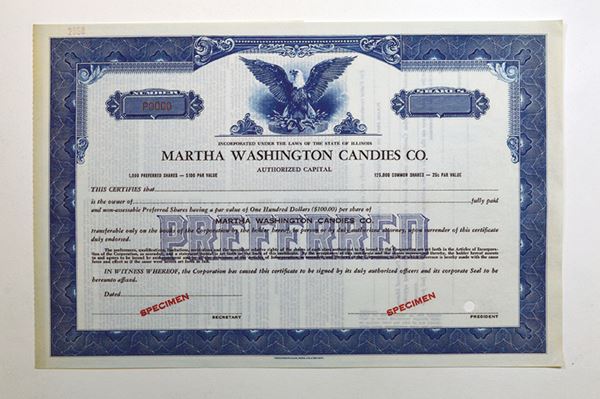 2068
NUMBER
P0000
SHARES
INCORPORATED UNDER THE LAWS OF THE STATE OF ILLINOIS
MARTHA WASHINGTON CANDIES CO.
AUTHORIZED CAPITAL
1,000 PREFERRED SHARES — $100 PAR VALUE
125,000 COMMON SHARES — 25c PAR VALUE
THIS CERTIFIES that
is the owner of fully paid
and non-assessable Preferred Shares having a par value of One Hundred Dollars ($100.00) per share of
MARTHA WASHINGTON CANDIES CO.
PREFERRED
transferable only on the books of the Corporation by the holder hereof in person or by duly authorized attorney, upon surrender of this certificate
duly endorsed.
IN WITNESS WHEREOF, the Corporation has caused this certificate to be signed by its duly authorized officers and its corporate Seal to be
hereunto affixed.
Dated
SPECIMEN
SPECIMEN
SECRETARY
PRESIDENT